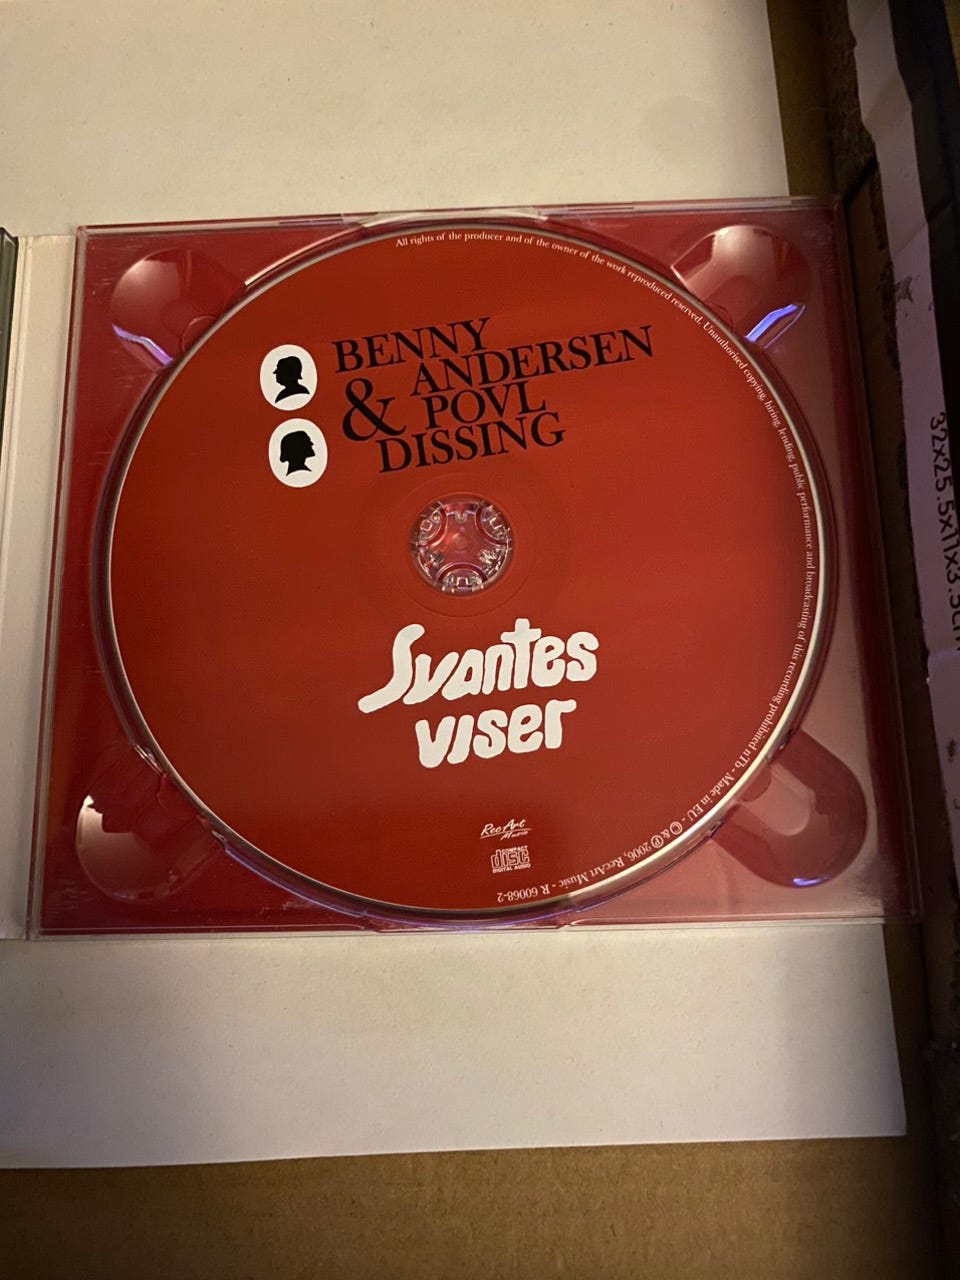 BENNY
ANDERSEN
& POVL
DISSING
Svantes
viser
RecArt
Music
COMPACT
disc
DIGITAL AUDIO
All rights of the producer and of the owner of the work reproduced reserved. Unauthorised copying, hiring, lending, public performance and broadcasting of this recording prohibited nTb - Made in EU - ©&℗ 2006, RecArt Music - R 60068-2